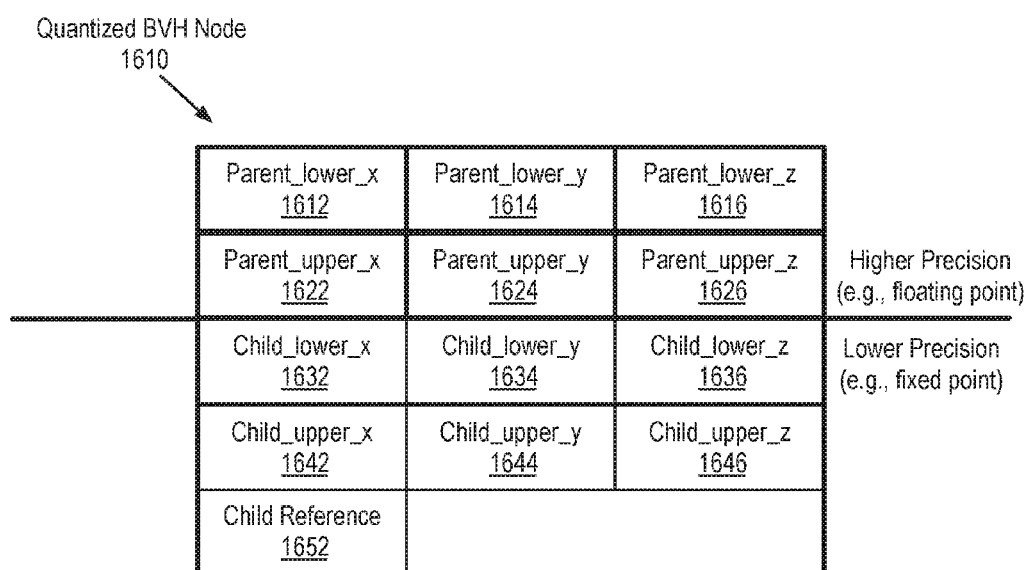 Quantized BVH Node
1610
Parent_lower_x Parent_lower_y Parent_lower_z
1612 1614 1616
Parent_upper_x Parent_upper_y Parent_upper_z
1622 1624 1626
Higher Precision
(e.g., floating point)
Child_lower_x Child_lower_y Child_lower_z
1632 1634 1636
Lower Precision
(e.g., fixed point)
Child_upper_x Child_upper_y Child_upper_z
1642 1644 1646
Child Reference
1652